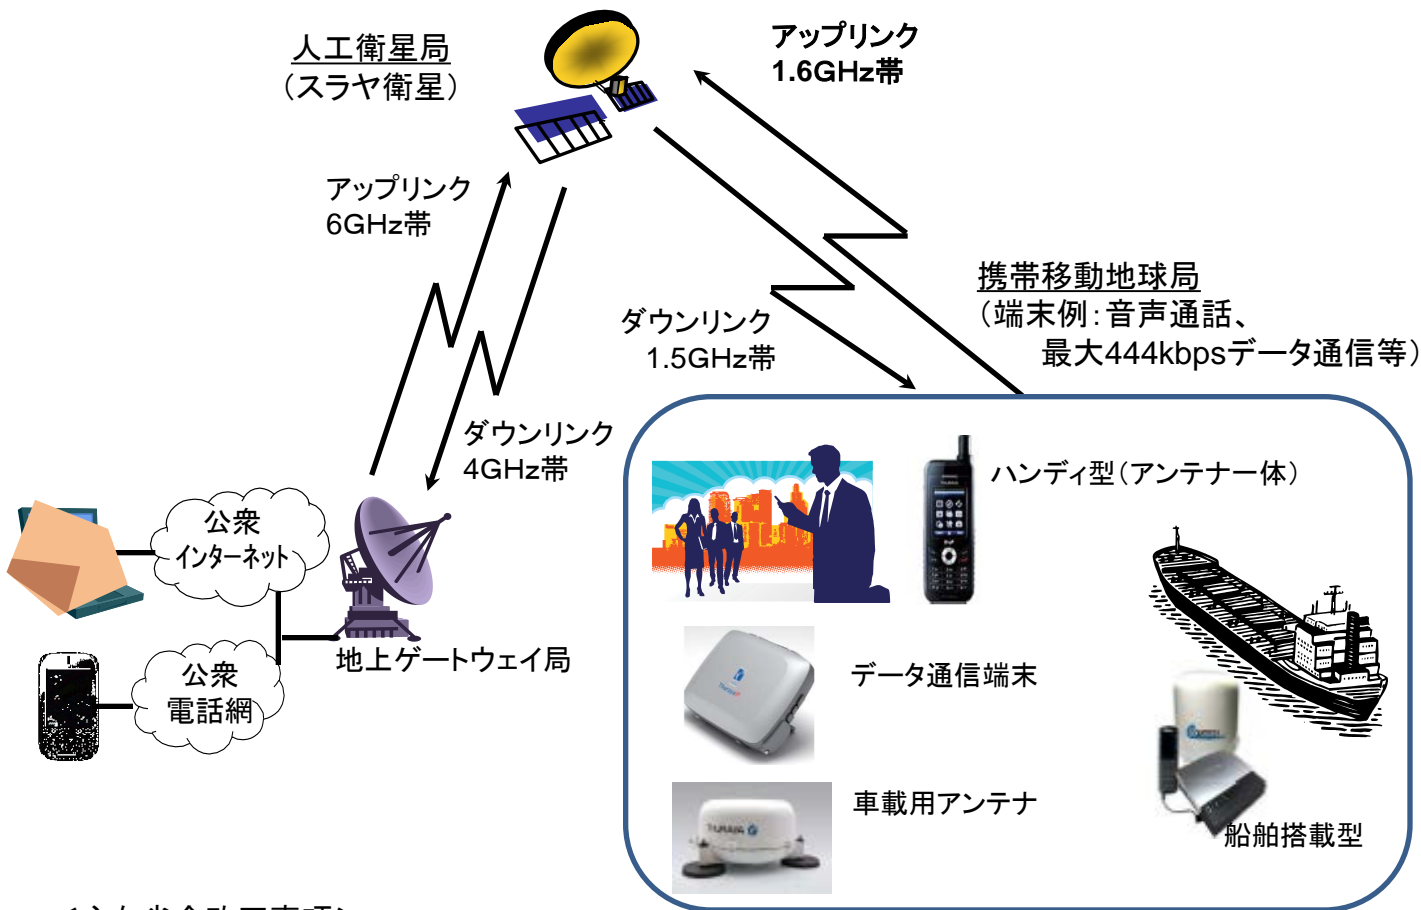 人工衛星局
（スラヤ衛星）
アップリンク
1.6GHz帯
アップリンク
6GHz帯
ダウンリンク
1.5GHz帯
携帯移動地球局
（端末例：音声通話、
最大444kbpsデータ通信等）
ダウンリンク
4GHz帯
ハンディ型（アンテナ一体）
公衆
インターネット
地上ゲートウェイ局
公衆
電話網
データ通信端末
車載用アンテナ
THURAYA
船舶搭載型